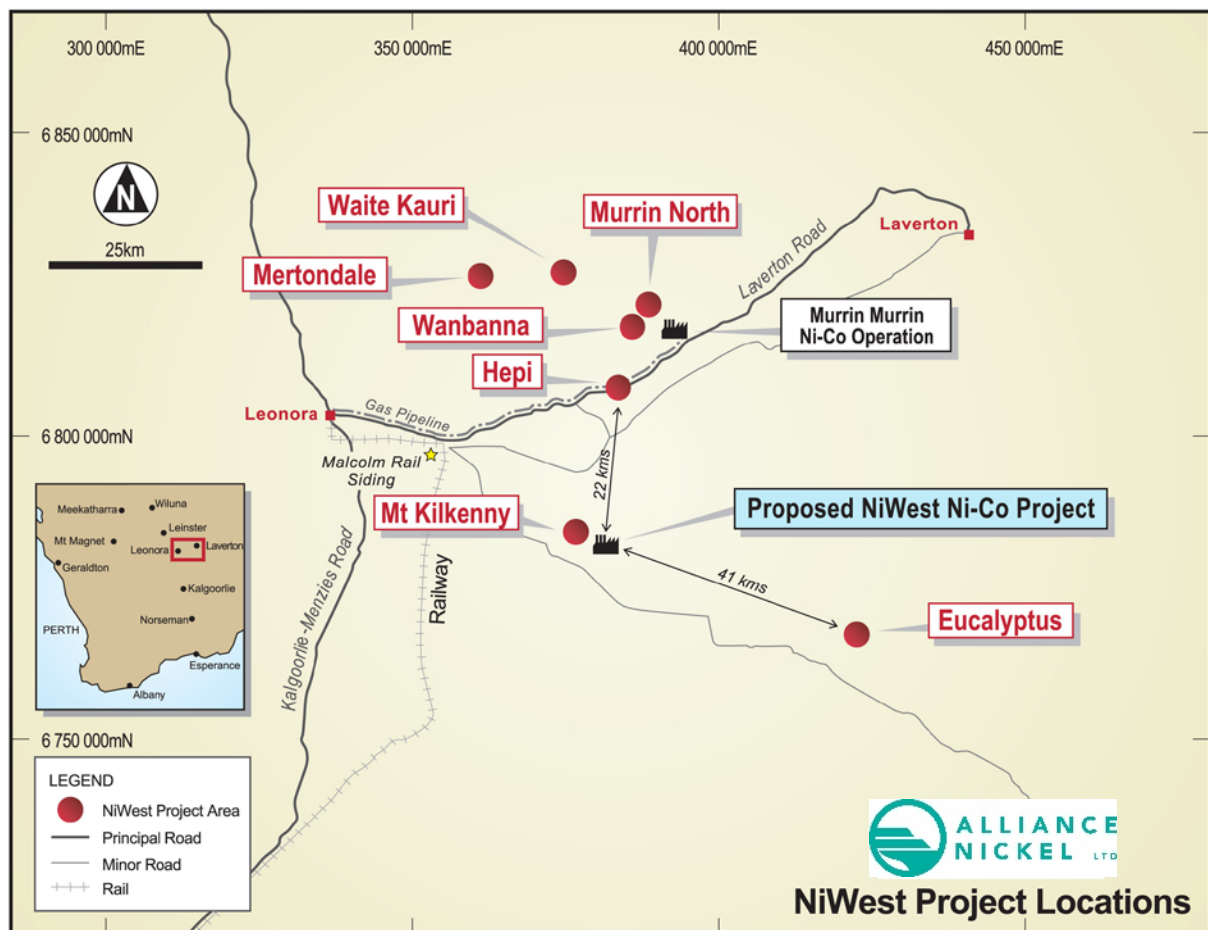 300 000mE
350 000mE
400 000mE
450 000mE
6 850 000mN
N
25km
Waite Kauri
Murrin North
Mertondale
Wanbanna
Hepi
Laverton Road
Laverton
Murrin Murrin
Ni-Co Operation
Leonora
Gas Pipeline
6 800 000mN
Malcolm Rail
Siding
22 kms
Mt Kilkenny
Proposed NiWest Ni-Co Project
41 kms
Eucalyptus
Kalgoorlie-Menzies Road
Railway
Meekatharra
Wiluna
Leinster
Mt Magnet
Leonora
Laverton
Geraldton
Kalgoorlie
Norseman
PERTH
Esperance
Albany
6 750 000mN
LEGEND
NiWest Project Area
Principal Road
Minor Road
Rail
ALLIANCE
NICKEL LTD
NiWest Project Locations